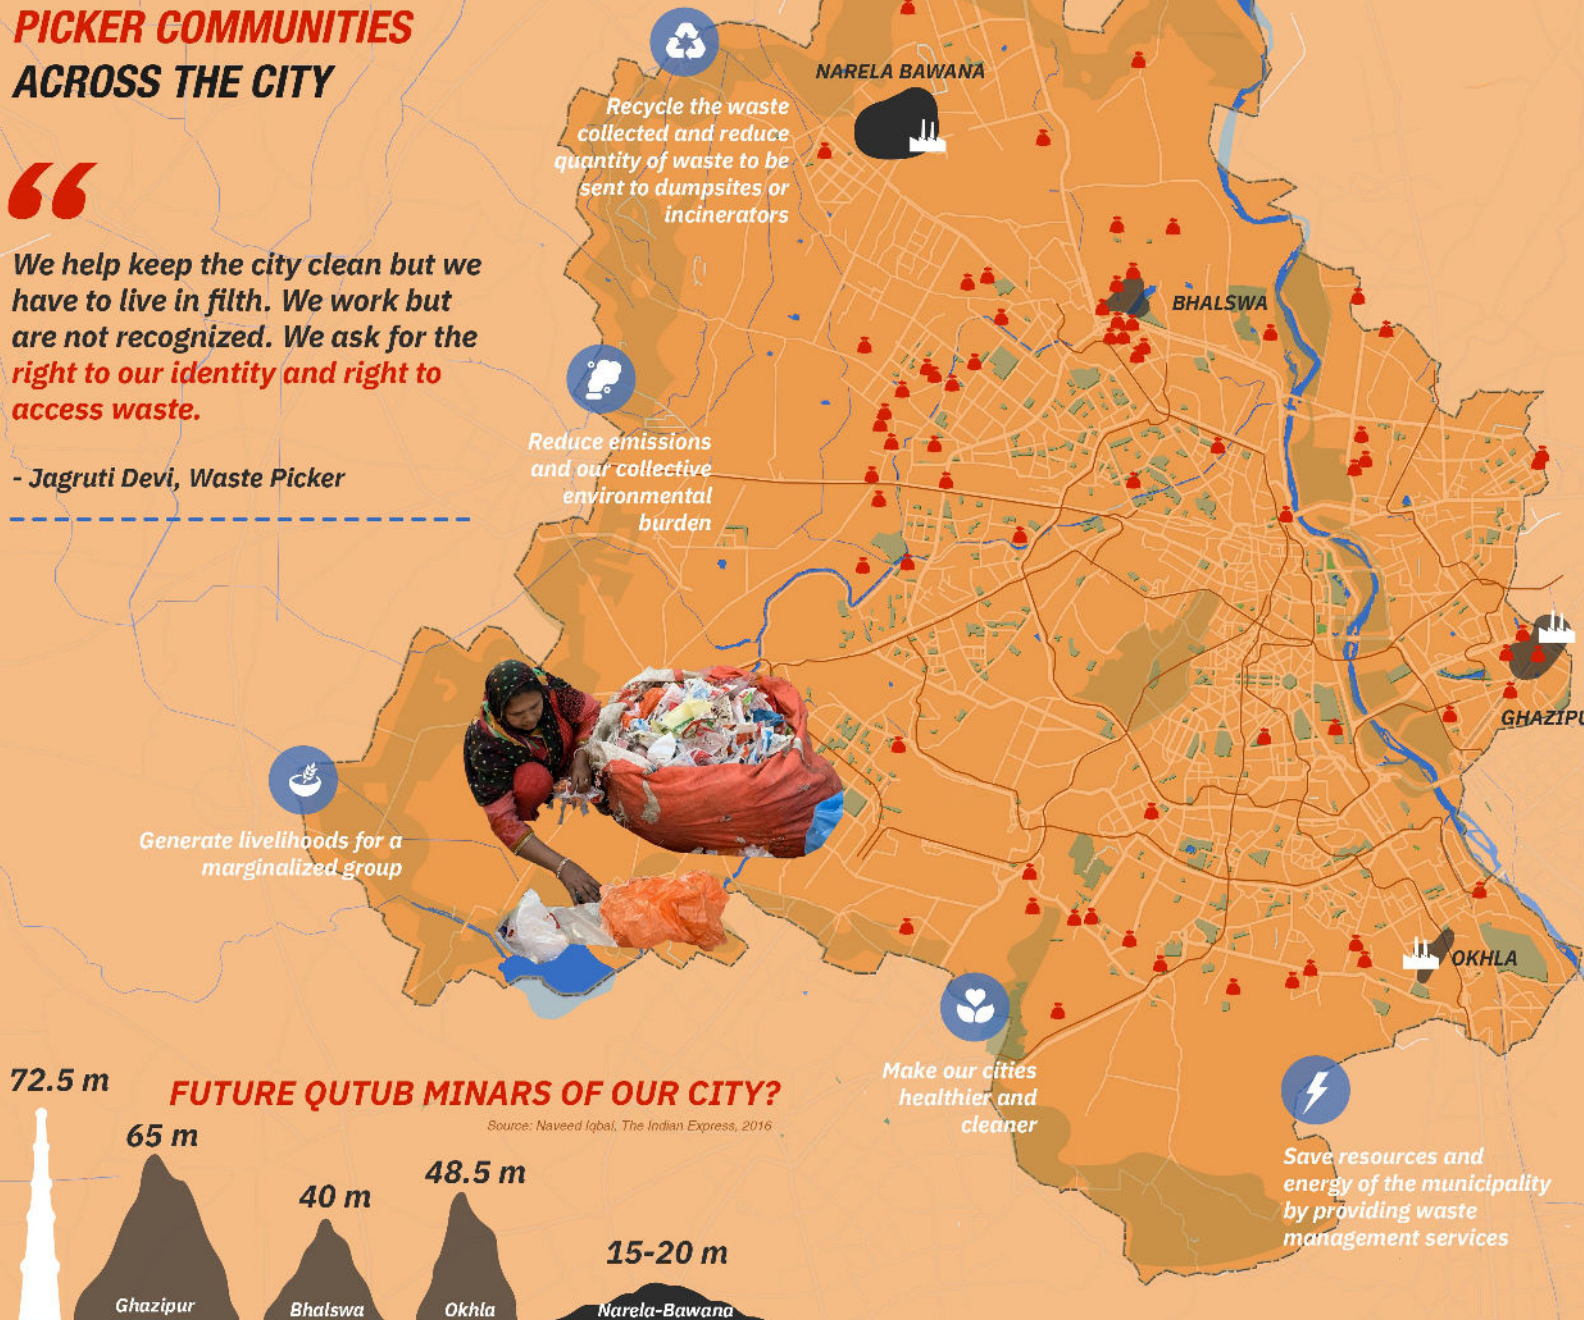 PICKER COMMUNITIES
ACROSS THE CITY
“
We help keep the city clean but we
have to live in filth. We work but
are not recognized. We ask for the
right to our identity and right to
access waste.
- Jagruti Devi, Waste Picker
Recycle the waste
collected and reduce
quantity of waste to be
sent to dumpsites or
incinerators
NARELA BAWANA
BHALSWA
Reduce emissions
and our collective
environmental
burden
GHAZIPU
Generate livelihoods for a
marginalized group
OKHLA
Make our cities
healthier and
cleaner
Save resources and
energy of the municipality
by providing waste
management services
FUTURE QUTUB MINARS OF OUR CITY?
Source: Naveed Iqbal, The Indian Express, 2016
72.5 m
65 m
40 m
48.5 m
15-20 m
Ghazipur
Bhalswa
Okhla
Narela-Bawana